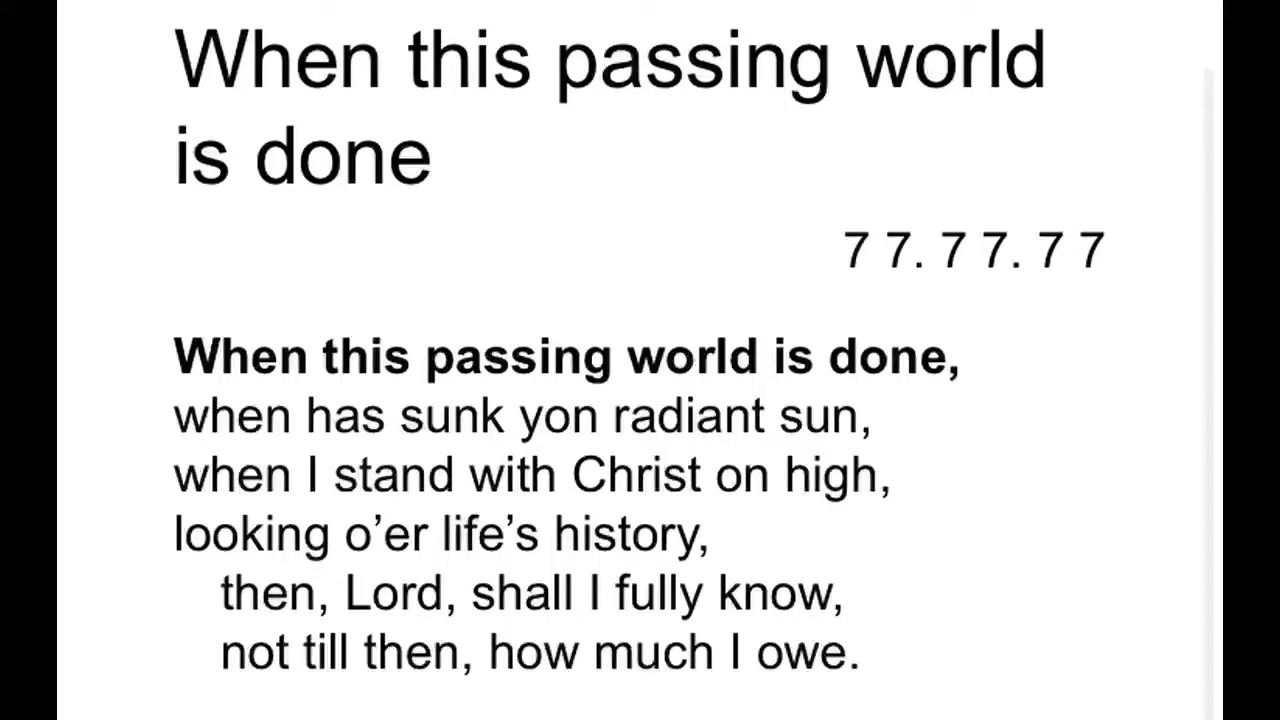 When this passing world
is done
7 7. 7 7. 7 7
When this passing world is done,
when has sunk yon radiant sun,
when I stand with Christ on high,
looking o’er life’s history,
then, Lord, shall I fully know,
not till then, how much I owe.